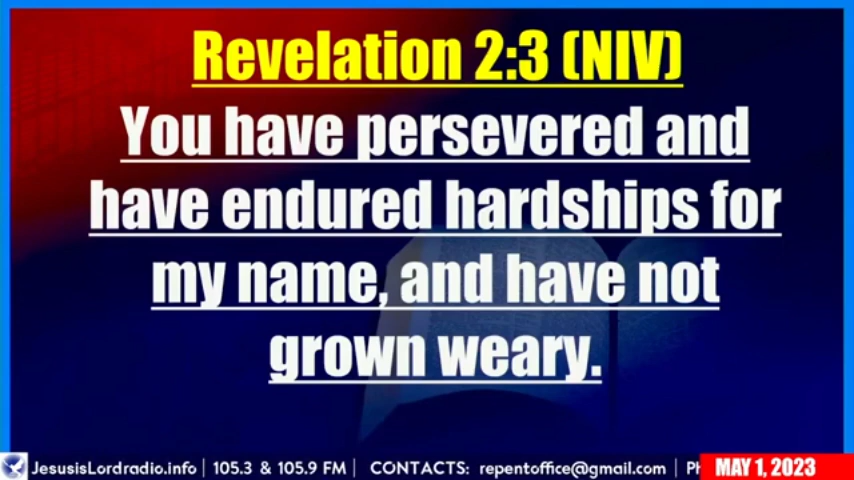 Revelation 2:3 (NIV)
You have persevered and
have endured hardships for
my name, and have not
grown weary.
JesusisLordradio.info | 105.3 & 105.9 FM | CONTACTS: repentoffice@gmail.com | MAY 1, 2023